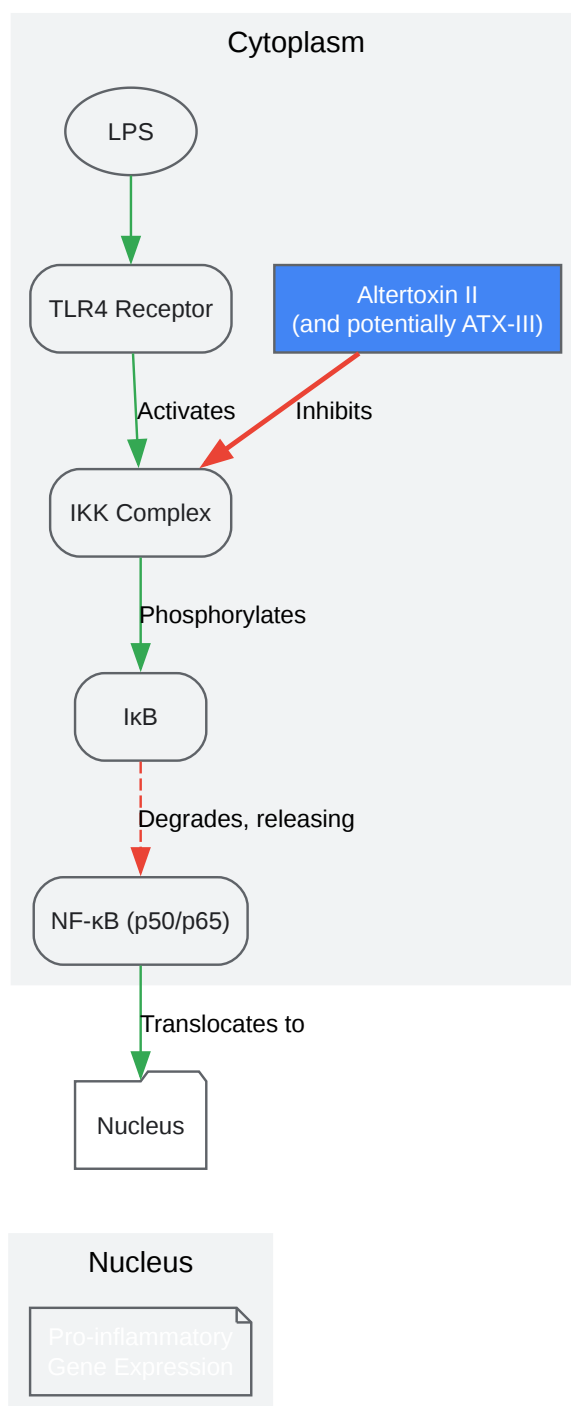 Cytoplasm
LPS
TLR4 Receptor
Altertoxin II
(and potentially ATX-III)
Activates
Inhibits
IKK Complex
Phosphorylates
IκB
Degrades, releasing
NF-κB (p50/p65)
Translocates to
Nucleus
Nucleus
Pro-inflammatory
Gene Expression